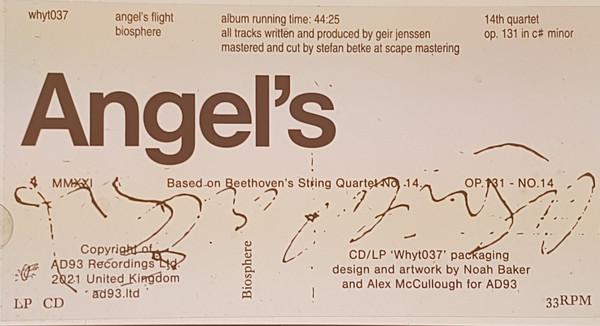 whyt037
angel's flight
biosphere
album running time: 44:25
all tracks written and produced by geir jenssen
mastered and cut by stefan betke at scape mastering
14th quartet
op. 131 in c# minor
Angel's
MMXXI
Based on Beethoven's String Quartet No. 14,
OP.131 - NO.14
Copyright of
AD93 Recordings Ltd.
2021 United Kingdom
ad93.ltd
LP CD
Biosphere
CD/LP 'Whyt037' packaging
design and artwork by Noah Baker
and Alex McCullough for AD93
33RPM